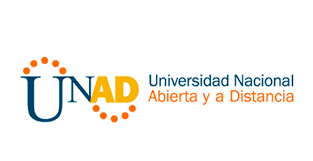 UNAD
Universidad Nacional
Abierta y a Distancia